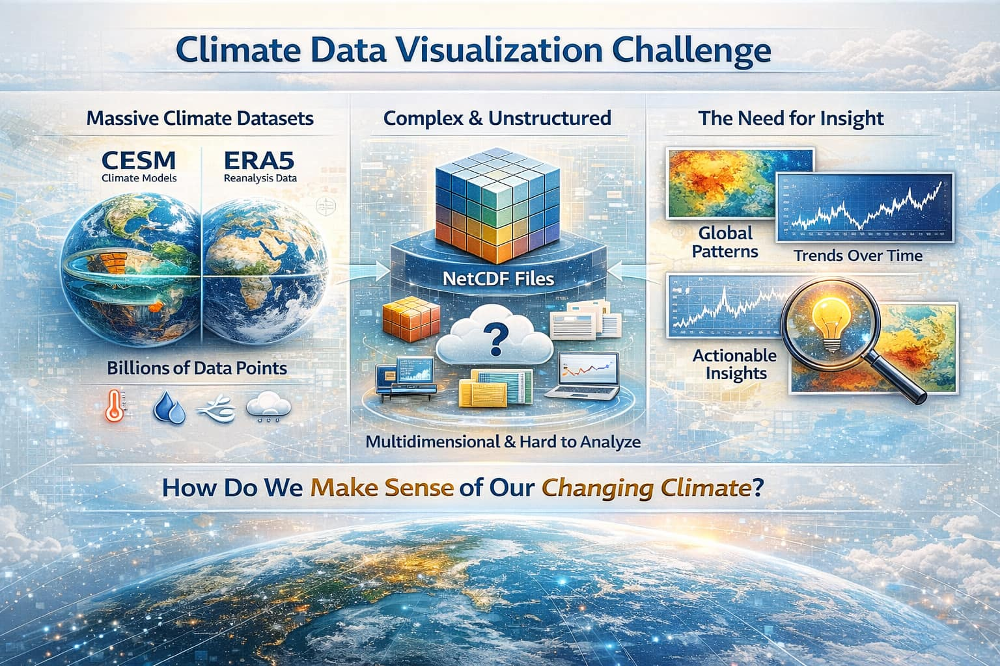 Climate Data Visualization Challenge
Massive Climate Datasets
CESM
Climate Models
ERA5
Reanalysis Data
Billions of Data Points
Complex & Unstructured
NetCDF Files
?
Multidimensional & Hard to Analyze
The Need for Insight
Global
Patterns
Trends Over Time
Actionable
Insights
How Do We Make Sense of Our Changing Climate?